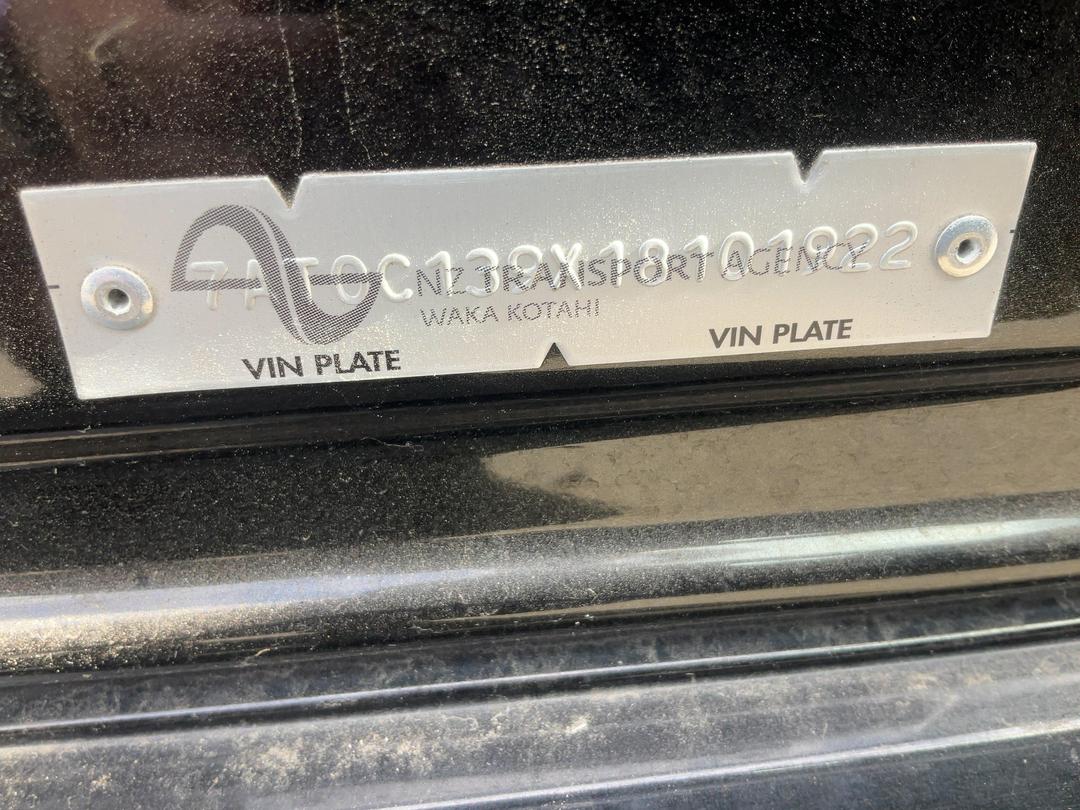 7AT0C139X18101922
NZ TRANSPORT AGENCY
WAKA KOTAHI
VIN PLATE
VIN PLATE